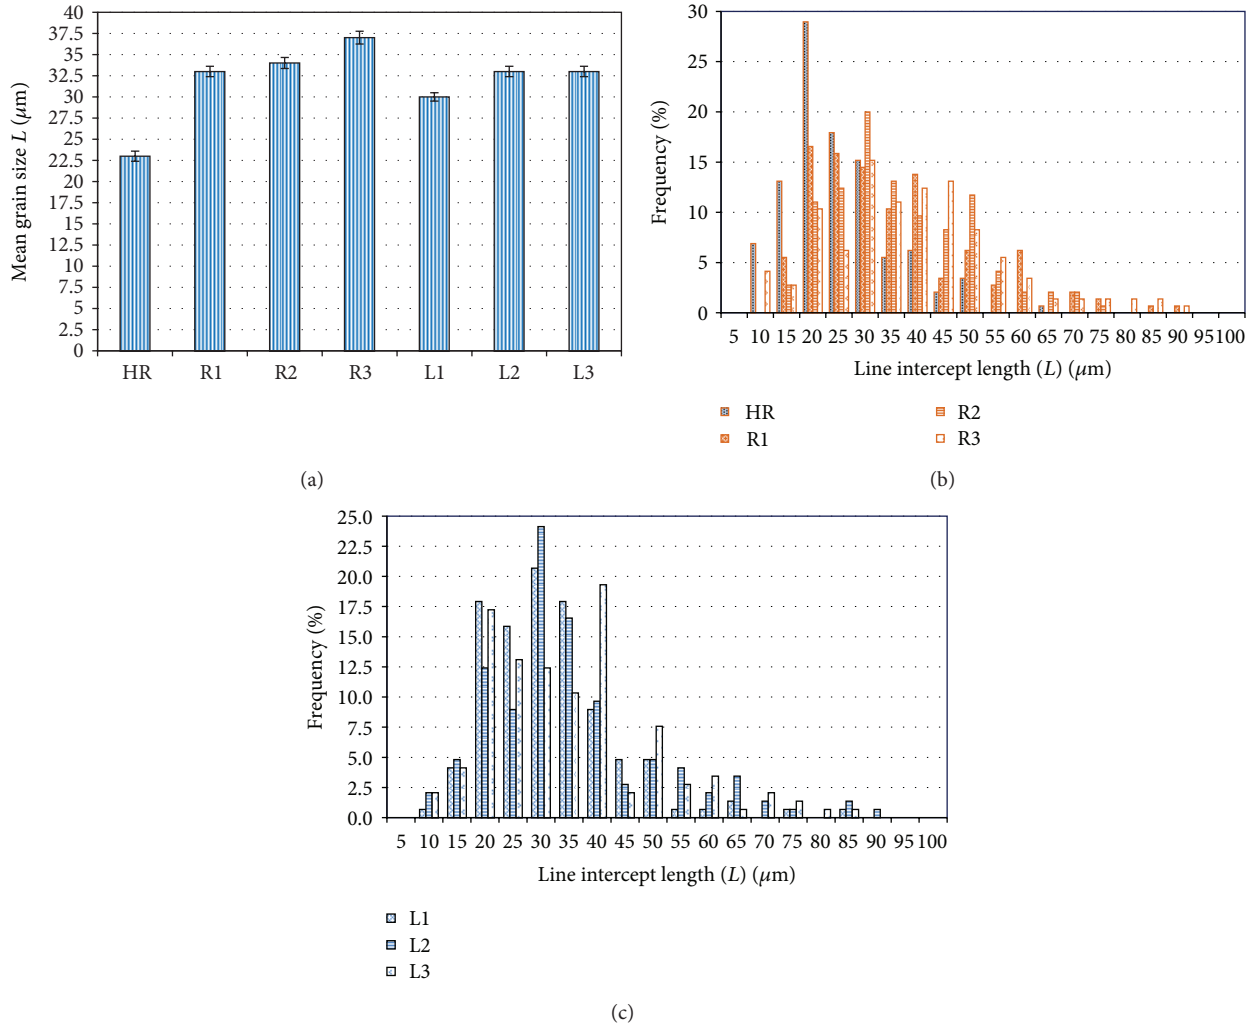 40
37.5
35
32.5
30
27.5
25
22.5
20
17.5
15
12.5
10
7.5
5
2.5
0
Mean grain size L (μm)
HR R1 R2 R3 L1 L2 L3
(a)
30
25
20
15
10
5
0
Frequency (%)
5 10 15 20 25 30 35 40 45 50 55 60 65 70 75 80 85 90 95 100
Line intercept length (L) (μm)
HR
R1
R2
R3
(b)
25.0
22.5
20.0
17.5
15.0
12.5
10.0
7.5
5.0
2.5
0.0
Frequency (%)
5 10 15 20 25 30 35 40 45 50 55 60 65 70 75 80 85 90 95 100
Line intercept length (L) (μm)
L1
L2
L3
(c)